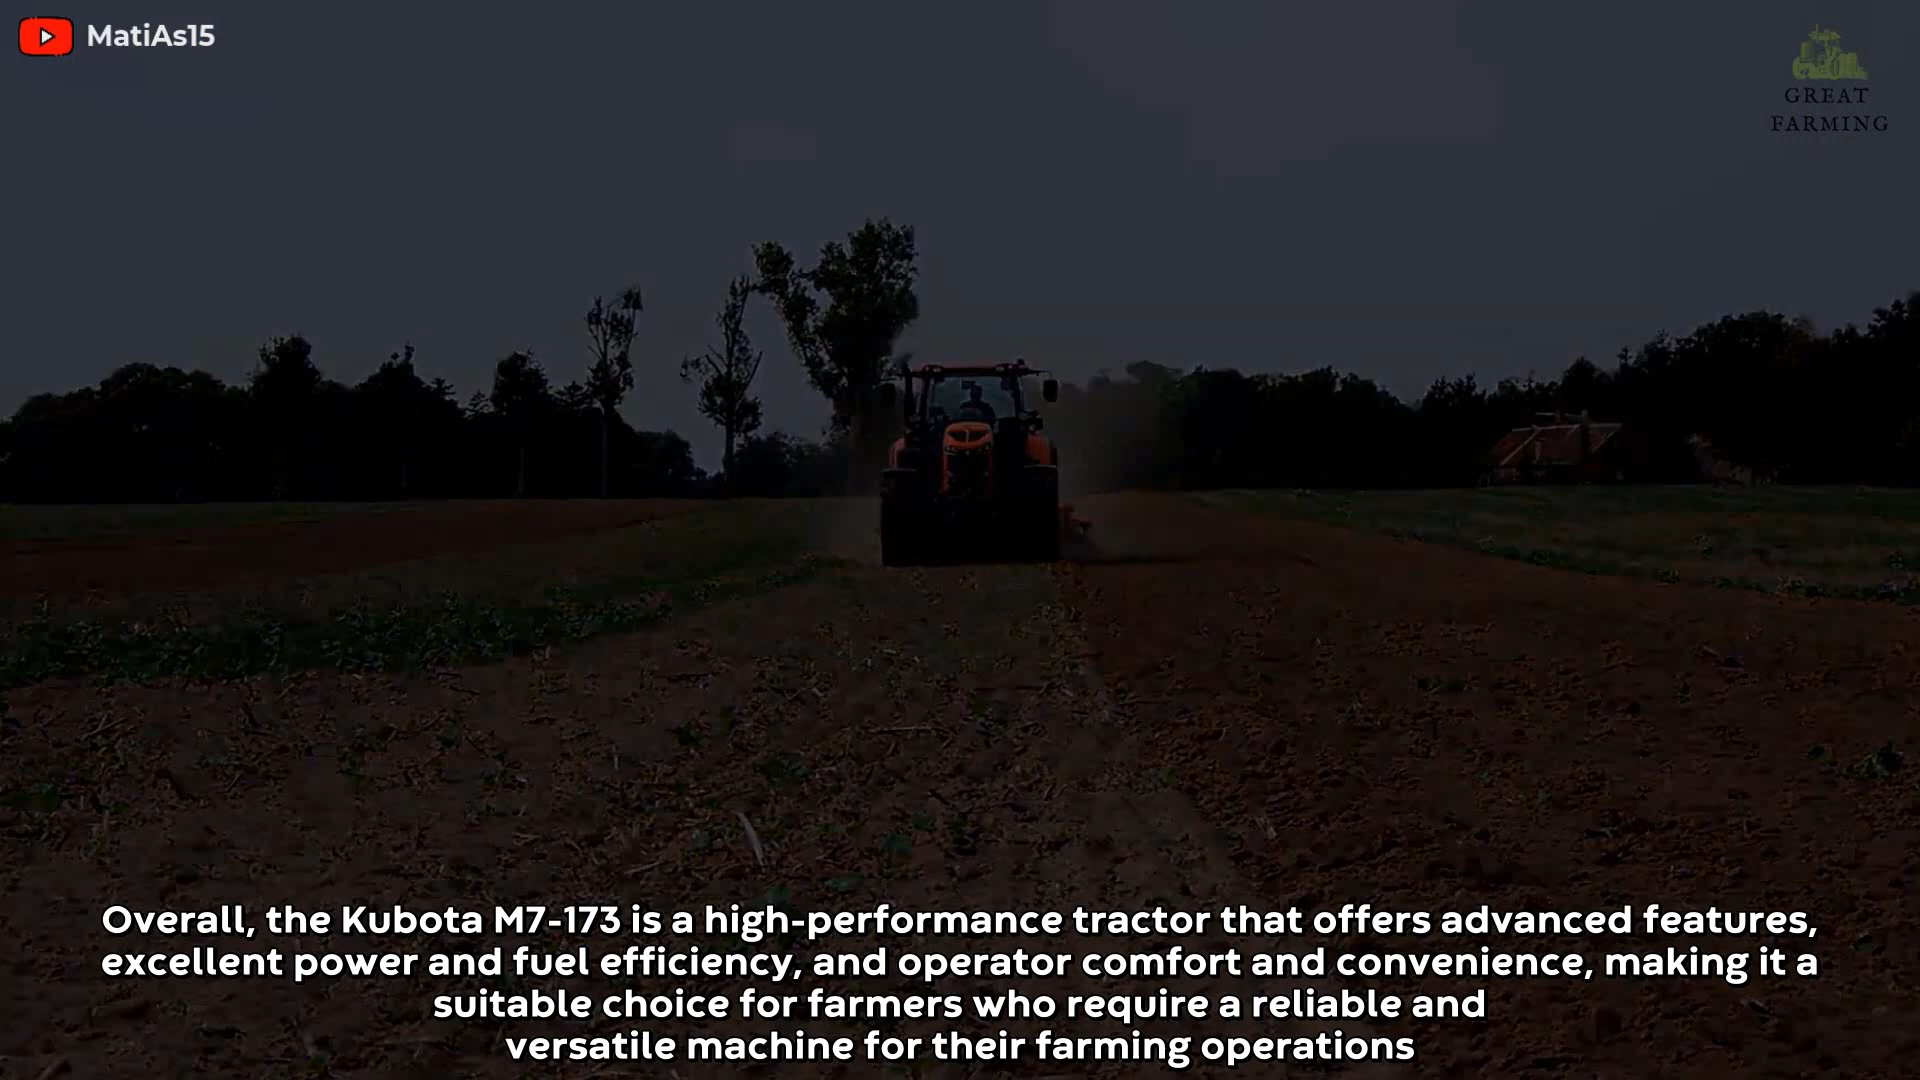 MatiAs15
GREAT
FARMING
Overall, the Kubota M7-173 is a high-performance tractor that offers advanced features,
excellent power and fuel efficiency, and operator comfort and convenience, making it a
suitable choice for farmers who require a reliable and
versatile machine for their farming operations